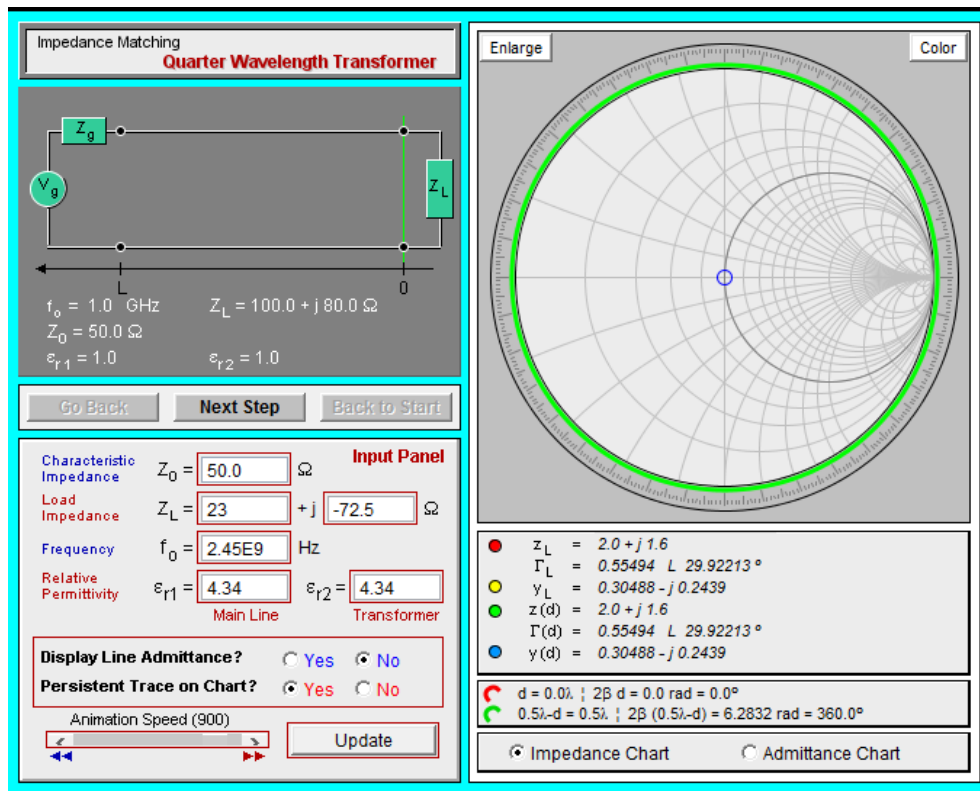 Impedance Matching
Quarter Wavelength Transformer
Zg
Vg
ZL
L
0
fo = 1.0 GHz
ZL = 100.0 + j 80.0 Ω
Z0 = 50.0 Ω
εr1 = 1.0
εr2 = 1.0
Go Back
Next Step
Back to Start
Input Panel
Characteristic Impedance
Z0 =
50.0
Ω
Load Impedance
ZL =
23
+ j
-72.5
Ω
Frequency
fo =
2.45E9
Hz
Relative Permittivity
εr1 =
4.34
εr2 =
4.34
Main Line
Transformer
Display Line Admittance?
Yes
No
Persistent Trace on Chart?
Yes
No
Animation Speed (900)
Update
Enlarge
Color
zL = 2.0 + j 1.6
ΓL = 0.55494 L 29.92213 º
yL = 0.30488 - j 0.2439
z(d) = 2.0 + j 1.6
Γ(d) = 0.55494 L 29.92213 º
y(d) = 0.30488 - j 0.2439
d = 0.0λ ¦ 2β d = 0.0 rad = 0.0º
0.5λ-d = 0.5λ ¦ 2β (0.5λ-d) = 6.2832 rad = 360.0º
Impedance Chart
Admittance Chart